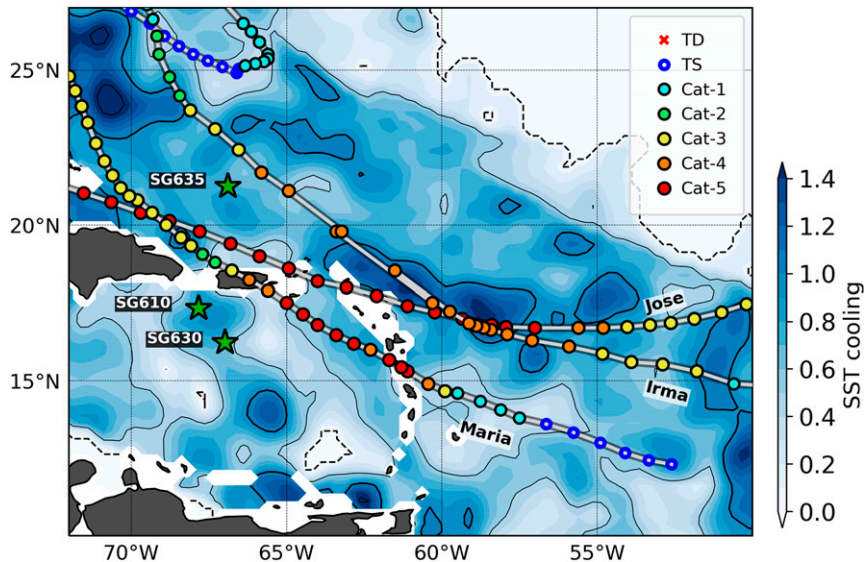 TD
TS
Cat-1
Cat-2
Cat-3
Cat-4
Cat-5
25°N
20°N
15°N
SG635
SG610
SG630
Jose
Irma
Maria
70°W
65°W
60°W
55°W
1.4
1.2
1.0
0.8
0.6
0.4
0.2
0.0
SST cooling